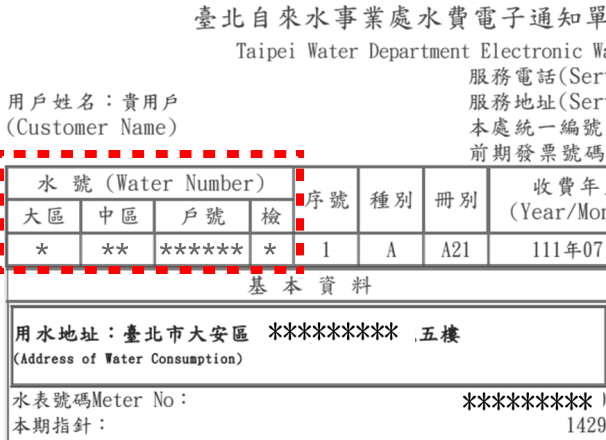 臺北自來水事業處水費電子通知單
Taipei Water Department Electronic Wa
服務電話(Ser
用戶姓名：貴用戶
服務地址(Ser
(Customer Name)
本處統一編號
前期發票號碼
水 號 (Water Number) 序號 種別 冊別 收費年
大區 中區 戶號 檢 (Year/Mon
* ** ****** * 1 A A21 111年07
基 本 資 料
用水地址：臺北市大安區 ********* 五樓
(Address of Water Consumption)
水表號碼Meter No： *********
本期指針： 1429